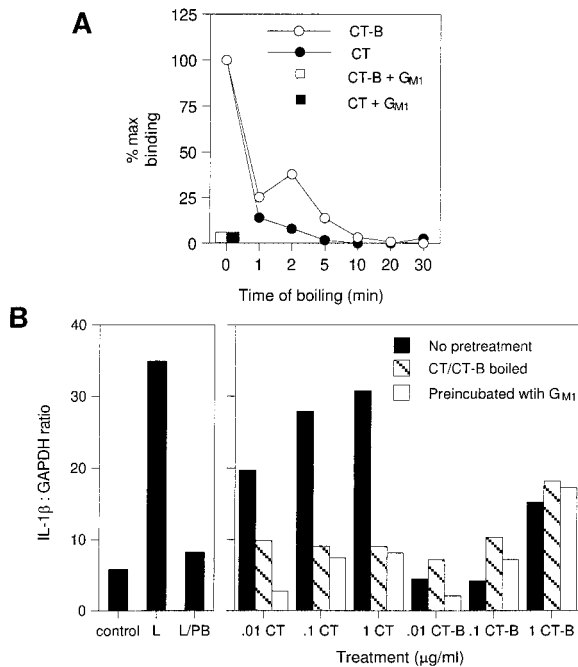 A
125
100
75
50
25
0
% max
binding
CT-B
CT
CT-B + GM1
CT + GM1
0 1 2 5 10 20 30
Time of boiling (min)
B
40
30
20
10
0
IL-1β : GAPDH ratio
No pretreatment
CT/CT-B boiled
Preincubated wtih GM1
control L L/PB .01 CT .1 CT 1 CT .01 CT-B .1 CT-B 1 CT-B
Treatment (µg/ml)